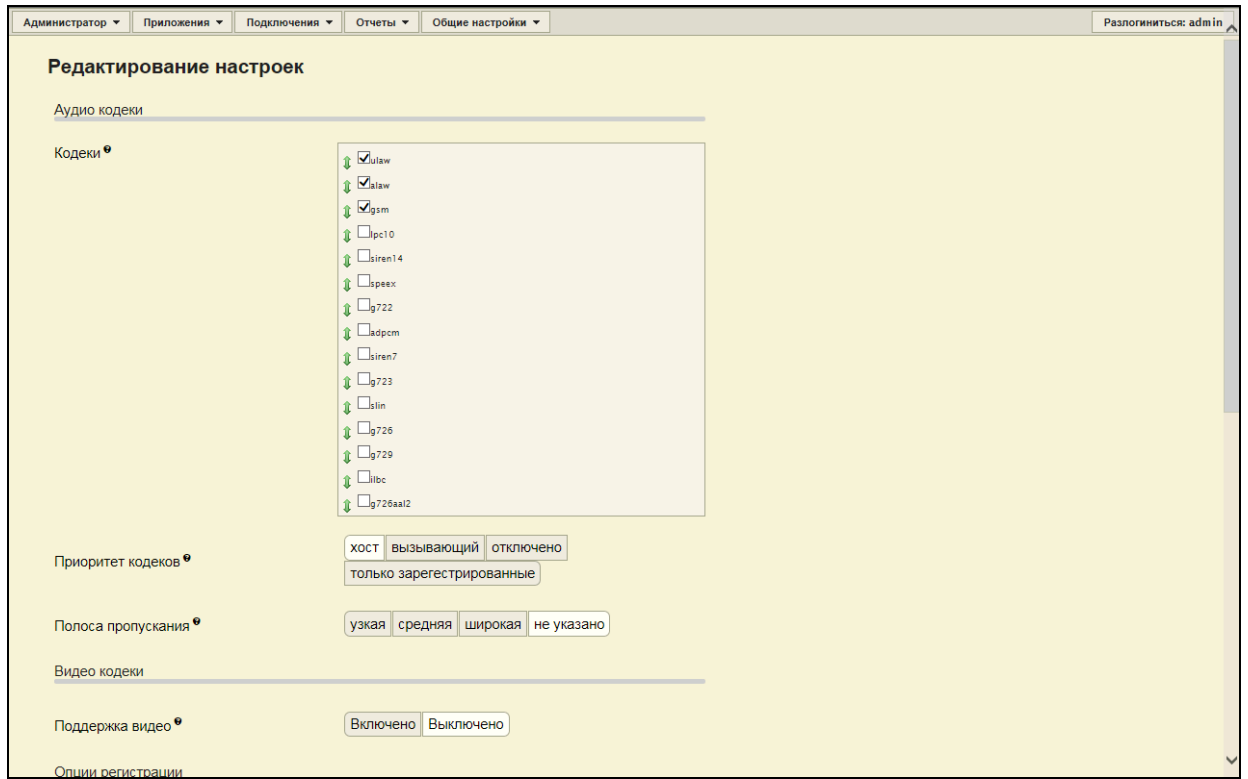 Администратор Приложения Подключения Отчеты Общие настройки Разлогиниться: admin
Редактирование настроек
Аудио кодеки
Кодеки
ulaw
alaw
gsm
lpc10
siren14
speex
g722
adpcm
siren7
g723
slin
g726
g729
ilbc
g726aal2
Приоритет кодеков
хост вызывающий отключено
только зарегестрированные
Полоса пропускания узкая средняя широкая не указано
Видео кодеки
Поддержка видео Включено Выключено
Опции регистрации